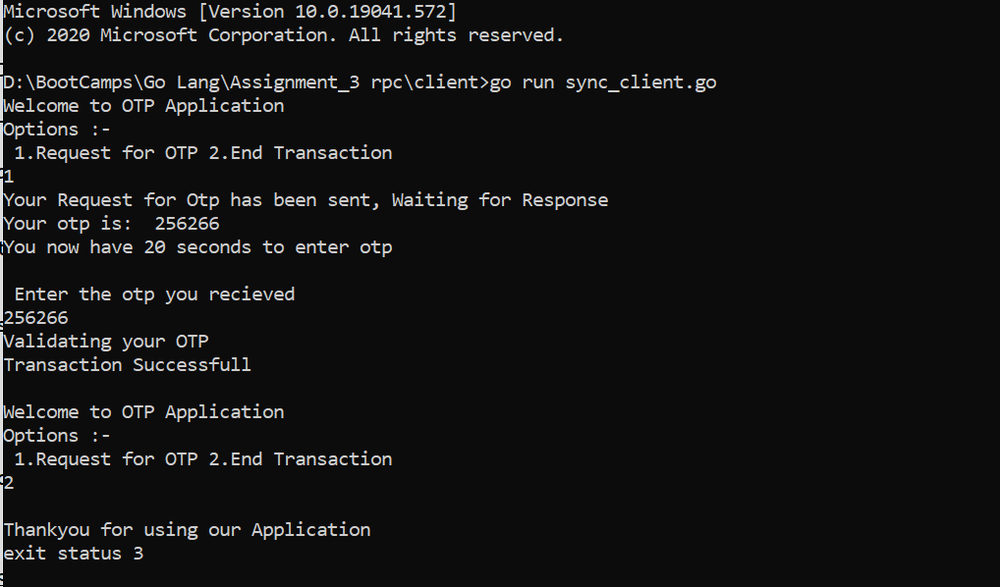 Microsoft Windows [Version 10.0.19041.572]
(c) 2020 Microsoft Corporation. All rights reserved.
D:\BootCamps\Go Lang\Assignment_3 rpc\client>go run sync_client.go
Welcome to OTP Application
Options :-
1.Request for OTP 2.End Transaction
1
Your Request for Otp has been sent, Waiting for Response
Your otp is:  256266
You now have 20 seconds to enter otp
Enter the otp you recieved
256266
Validating your OTP
Transaction Successfull
Welcome to OTP Application
Options :-
1.Request for OTP 2.End Transaction
2
Thankyou for using our Application
exit status 3